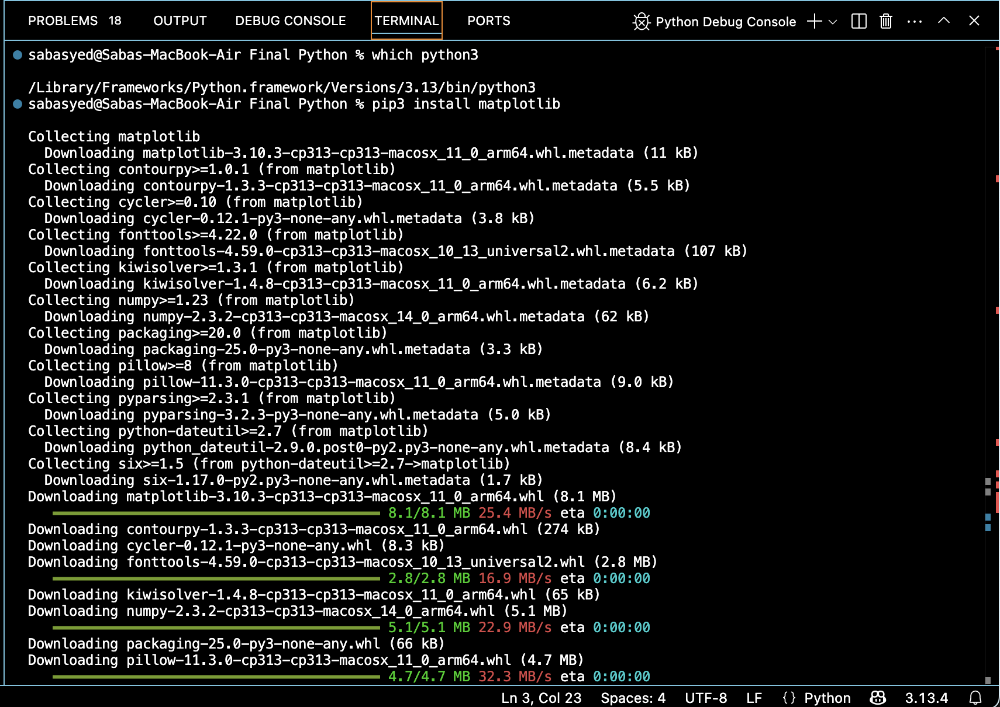 PROBLEMS 18 OUTPUT DEBUG CONSOLE TERMINAL PORTS Python Debug Console
sabasyed@Sabas-MacBook-Air Final Python % which python3
/Library/Frameworks/Python.framework/Versions/3.13/bin/python3
sabasyed@Sabas-MacBook-Air Final Python % pip3 install matplotlib
Collecting matplotlib
  Downloading matplotlib-3.10.3-cp313-cp313-macosx_11_0_arm64.whl.metadata (11 kB)
Collecting contourpy>=1.0.1 (from matplotlib)
  Downloading contourpy-1.3.3-cp313-cp313-macosx_11_0_arm64.whl.metadata (5.5 kB)
Collecting cycler>=0.10 (from matplotlib)
  Downloading cycler-0.12.1-py3-none-any.whl.metadata (3.8 kB)
Collecting fonttools>=4.22.0 (from matplotlib)
  Downloading fonttools-4.59.0-cp313-cp313-macosx_10_13_universal2.whl.metadata (107 kB)
Collecting kiwisolver>=1.3.1 (from matplotlib)
  Downloading kiwisolver-1.4.8-cp313-cp313-macosx_11_0_arm64.whl.metadata (6.2 kB)
Collecting numpy>=1.23 (from matplotlib)
  Downloading numpy-2.3.2-cp313-cp313-macosx_14_0_arm64.whl.metadata (62 kB)
Collecting packaging>=20.0 (from matplotlib)
  Downloading packaging-25.0-py3-none-any.whl.metadata (3.3 kB)
Collecting pillow>=8 (from matplotlib)
  Downloading pillow-11.3.0-cp313-cp313-macosx_11_0_arm64.whl.metadata (9.0 kB)
Collecting pyparsing>=2.3.1 (from matplotlib)
  Downloading pyparsing-3.2.3-py3-none-any.whl.metadata (5.0 kB)
Collecting python-dateutil>=2.7 (from matplotlib)
  Downloading python_dateutil-2.9.0.post0-py2.py3-none-any.whl.metadata (8.4 kB)
Collecting six>=1.5 (from python-dateutil>=2.7->matplotlib)
  Downloading six-1.17.0-py2.py3-none-any.whl.metadata (1.7 kB)
Downloading matplotlib-3.10.3-cp313-cp313-macosx_11_0_arm64.whl (8.1 MB)
8.1/8.1 MB 25.4 MB/s eta 0:00:00
Downloading contourpy-1.3.3-cp313-cp313-macosx_11_0_arm64.whl (274 kB)
Downloading cycler-0.12.1-py3-none-any.whl (8.3 kB)
Downloading fonttools-4.59.0-cp313-cp313-macosx_10_13_universal2.whl (2.8 MB)
2.8/2.8 MB 16.9 MB/s eta 0:00:00
Downloading kiwisolver-1.4.8-cp313-cp313-macosx_11_0_arm64.whl (65 kB)
Downloading numpy-2.3.2-cp313-cp313-macosx_14_0_arm64.whl (5.1 MB)
5.1/5.1 MB 22.9 MB/s eta 0:00:00
Downloading packaging-25.0-py3-none-any.whl (66 kB)
Downloading pillow-11.3.0-cp313-cp313-macosx_11_0_arm64.whl (4.7 MB)
4.7/4.7 MB 32.3 MB/s eta 0:00:00
Ln 3, Col 23 Spaces: 4 UTF-8 LF {} Python 3.13.4